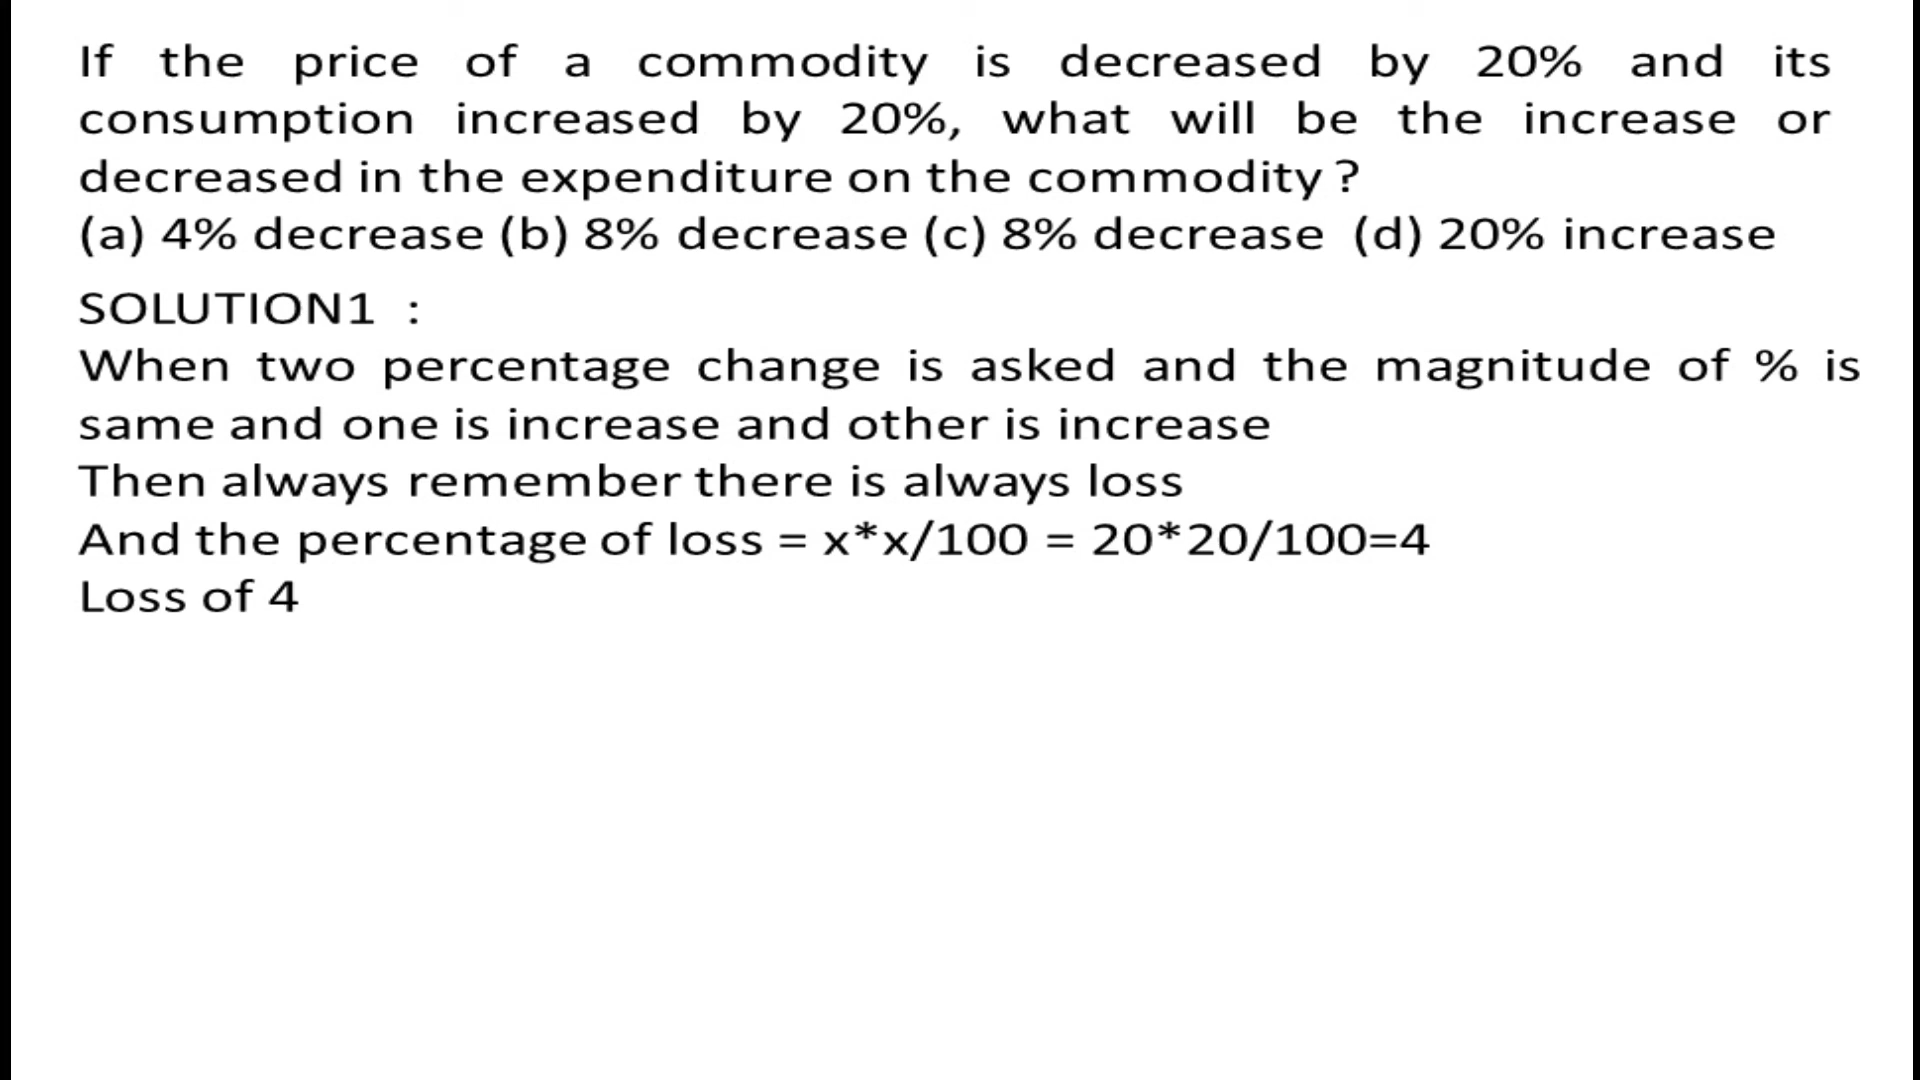 If the price of a commodity is decreased by 20% and its
consumption increased by 20%, what will be the increase or
decreased in the expenditure on the commodity ?
(a) 4% decrease (b) 8% decrease (c) 8% decrease (d) 20% increase
SOLUTION1 :
When two percentage change is asked and the magnitude of % is
same and one is increase and other is increase
Then always remember there is always loss
And the percentage of loss = x*x/100 = 20*20/100=4
Loss of 4